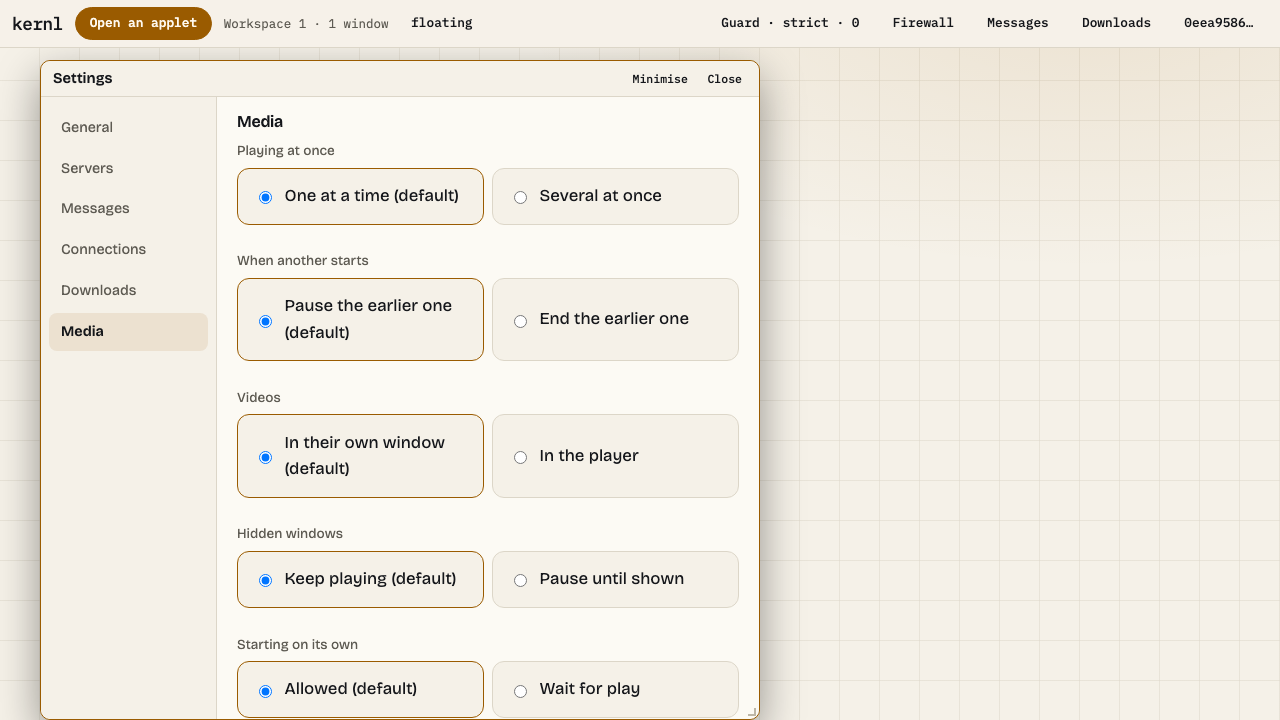 kernl
Open an applet
Workspace 1 · 1 window
floating
Guard · strict · 0
Firewall
Messages
Downloads
0eea9586…
Settings
Minimise
Close
General
Servers
Messages
Connections
Downloads
Media
Media
Playing at once
One at a time (default)
Several at once
When another starts
Pause the earlier one
(default)
End the earlier one
Videos
In their own window
(default)
In the player
Hidden windows
Keep playing (default)
Pause until shown
Starting on its own
Allowed (default)
Wait for play